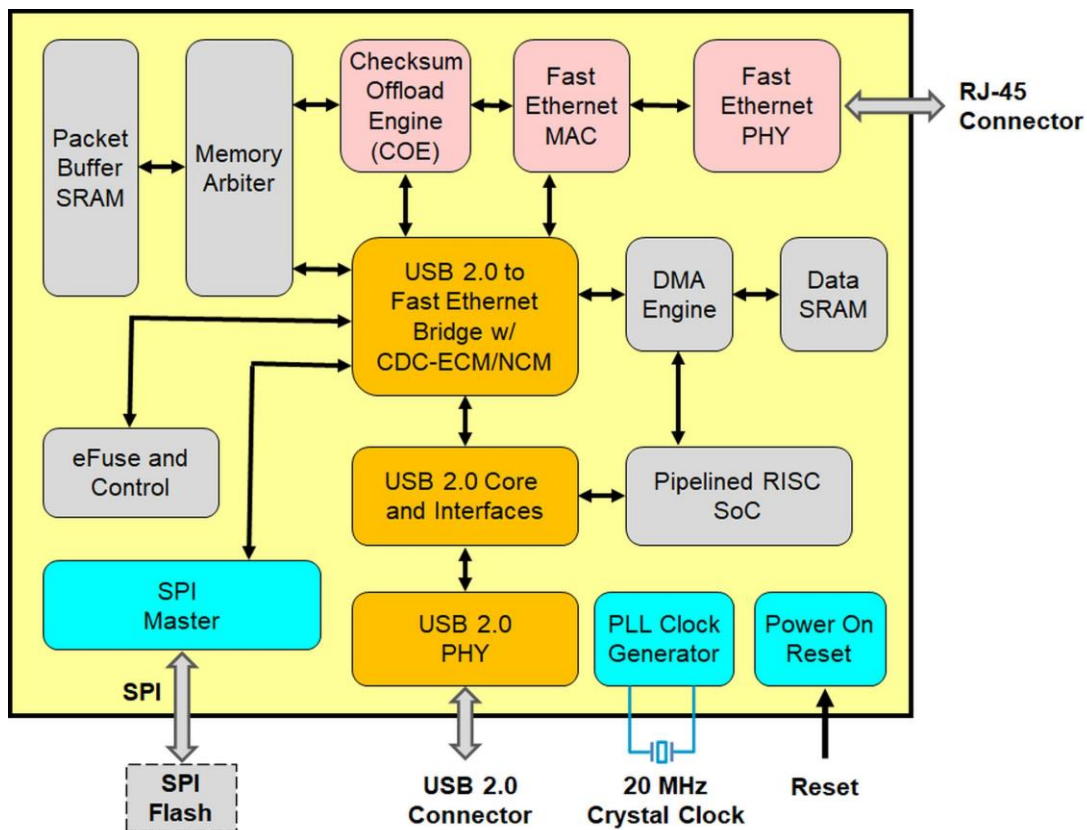 Packet
Buffer
SRAM
Memory
Arbiter
Checksum
Offload
Engine
(COE)
Fast
Ethernet
MAC
Fast
Ethernet
PHY
RJ-45
Connector
USB 2.0 to
Fast Ethernet
Bridge w/
CDC-ECM/NCM
DMA
Engine
Data
SRAM
eFuse and
Control
USB 2.0 Core
and Interfaces
Pipelined RISC
SoC
SPI
Master
USB 2.0
PHY
PLL Clock
Generator
Power On
Reset
SPI
SPI
Flash
USB 2.0
Connector
20 MHz
Crystal Clock
Reset